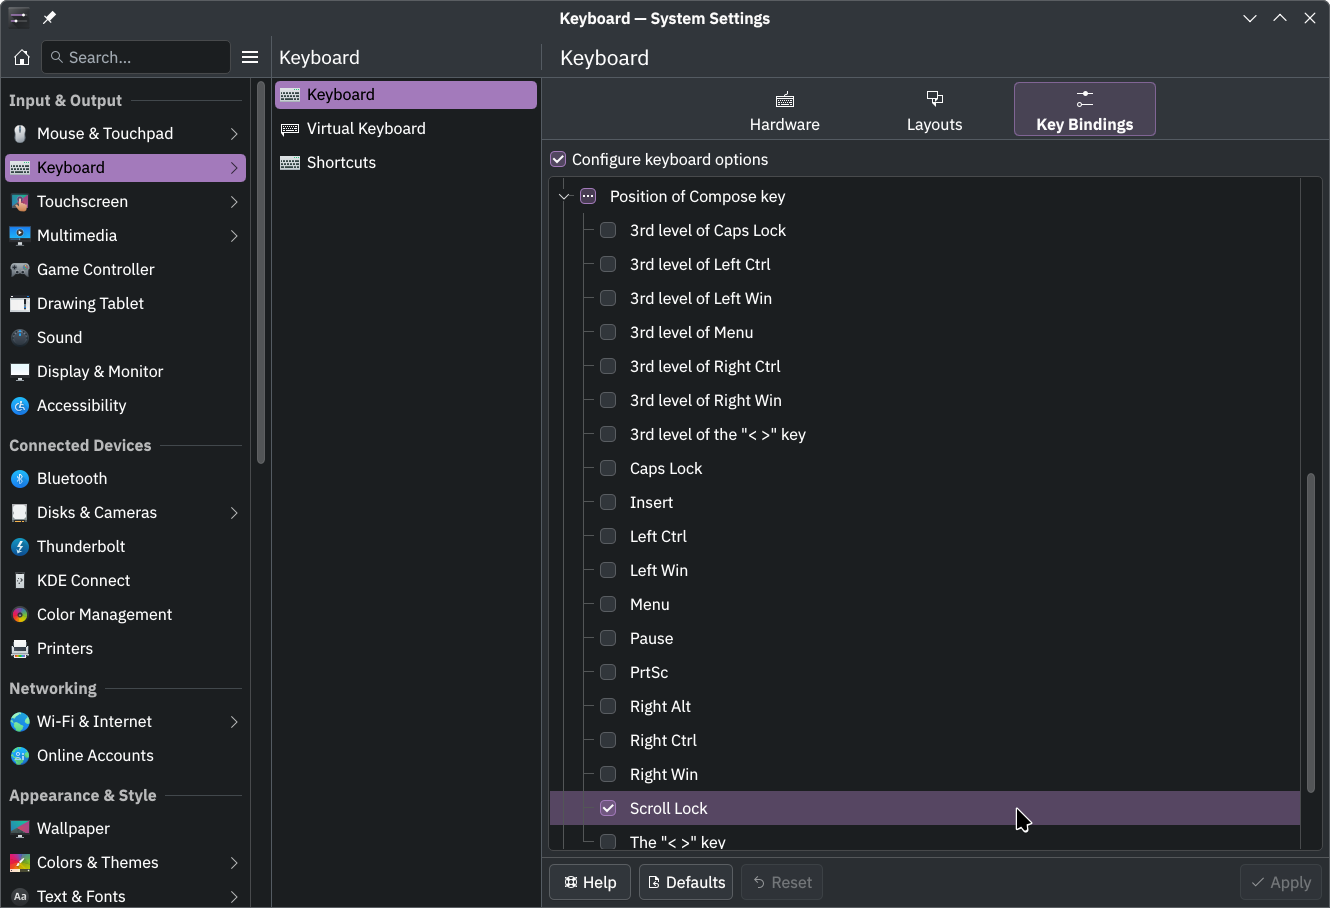 Keyboard — System Settings
Search...
Keyboard
Keyboard
Input & Output
Mouse & Touchpad
Keyboard
Touchscreen
Multimedia
Game Controller
Drawing Tablet
Sound
Display & Monitor
Accessibility
Connected Devices
Bluetooth
Disks & Cameras
Thunderbolt
KDE Connect
Color Management
Printers
Networking
Wi-Fi & Internet
Online Accounts
Appearance & Style
Wallpaper
Colors & Themes
Aa Text & Fonts
Keyboard
Virtual Keyboard
Shortcuts
Hardware
Layouts
Key Bindings
Configure keyboard options
Position of Compose key
3rd level of Caps Lock
3rd level of Left Ctrl
3rd level of Left Win
3rd level of Menu
3rd level of Right Ctrl
3rd level of Right Win
3rd level of the "< >" key
Caps Lock
Insert
Left Ctrl
Left Win
Menu
Pause
PrtSc
Right Alt
Right Ctrl
Right Win
Scroll Lock
The "< >" key
Help
Defaults
Reset
Apply